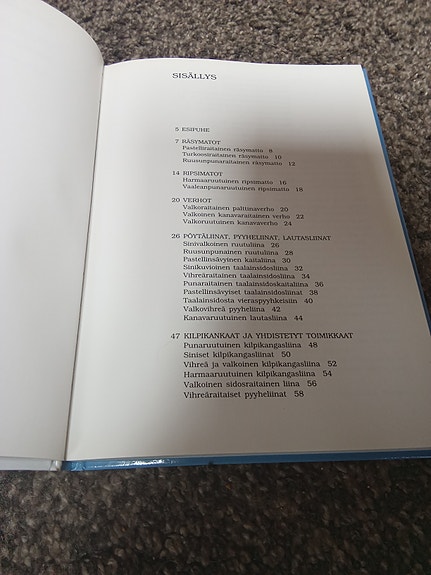 SISÄLLYS
5 ESIPUHE
7 RÄSYMATOT
Pastelliraitainen räsymatto 8
Turkoosiraitainen räsymatto 10
Ruusunpunaraitainen räsymatto 12
14 RIPSIMATOT
Harmaaruutuinen ripsimatto 16
Vaaleanpunaruutuinen ripsimatto 18
20 VERHOT
Valkoraitainen palttinaverho 20
Valkoinen kanavaraitainen verho 22
Valkoruutuinen kanavaverho 24
26 PÖYTÄLIINAT, PYYHELIINAT, LAUTASLIINAT
Sinivalkoinen ruutuliina 26
Ruusunpunainen ruutuliina 28
Pastellinsävyinen kaitaliina 30
Sinikuvioinen taalainsidosliina 32
Vihreäraitainen taalainsidosliina 34
Punaraitainen taalainsidoskaitaliina 36
Pastellinsävyiset taalainsidosliinat 38
Taalainsidosta vieraspyyhkeisiin 40
Valkovihreä pyyheliina 42
Kanavaruutuinen lautasliina 44
47 KILPIKANKAAT JA YHDISTETYT TOIMIKKAAT
Punaruutuinen kilpikangasliina 48
Siniset kilpikangasliinat 50
Vihreä ja valkoinen kilpikangasliina 52
Harmaaruutuinen kilpikangasliina 54
Valkoinen sidosraitainen liina 56
Vihreäraitaiset pyyheliinat 58